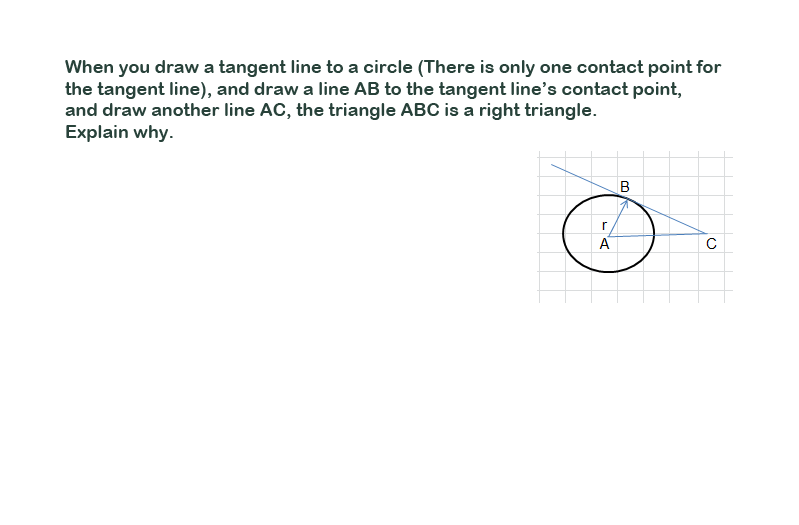 When you draw a tangent line to a circle (There is only one contact point for
the tangent line), and draw a line AB to the tangent line’s contact point,
and draw another line AC, the triangle ABC is a right triangle.
Explain why.
B
r
A
C